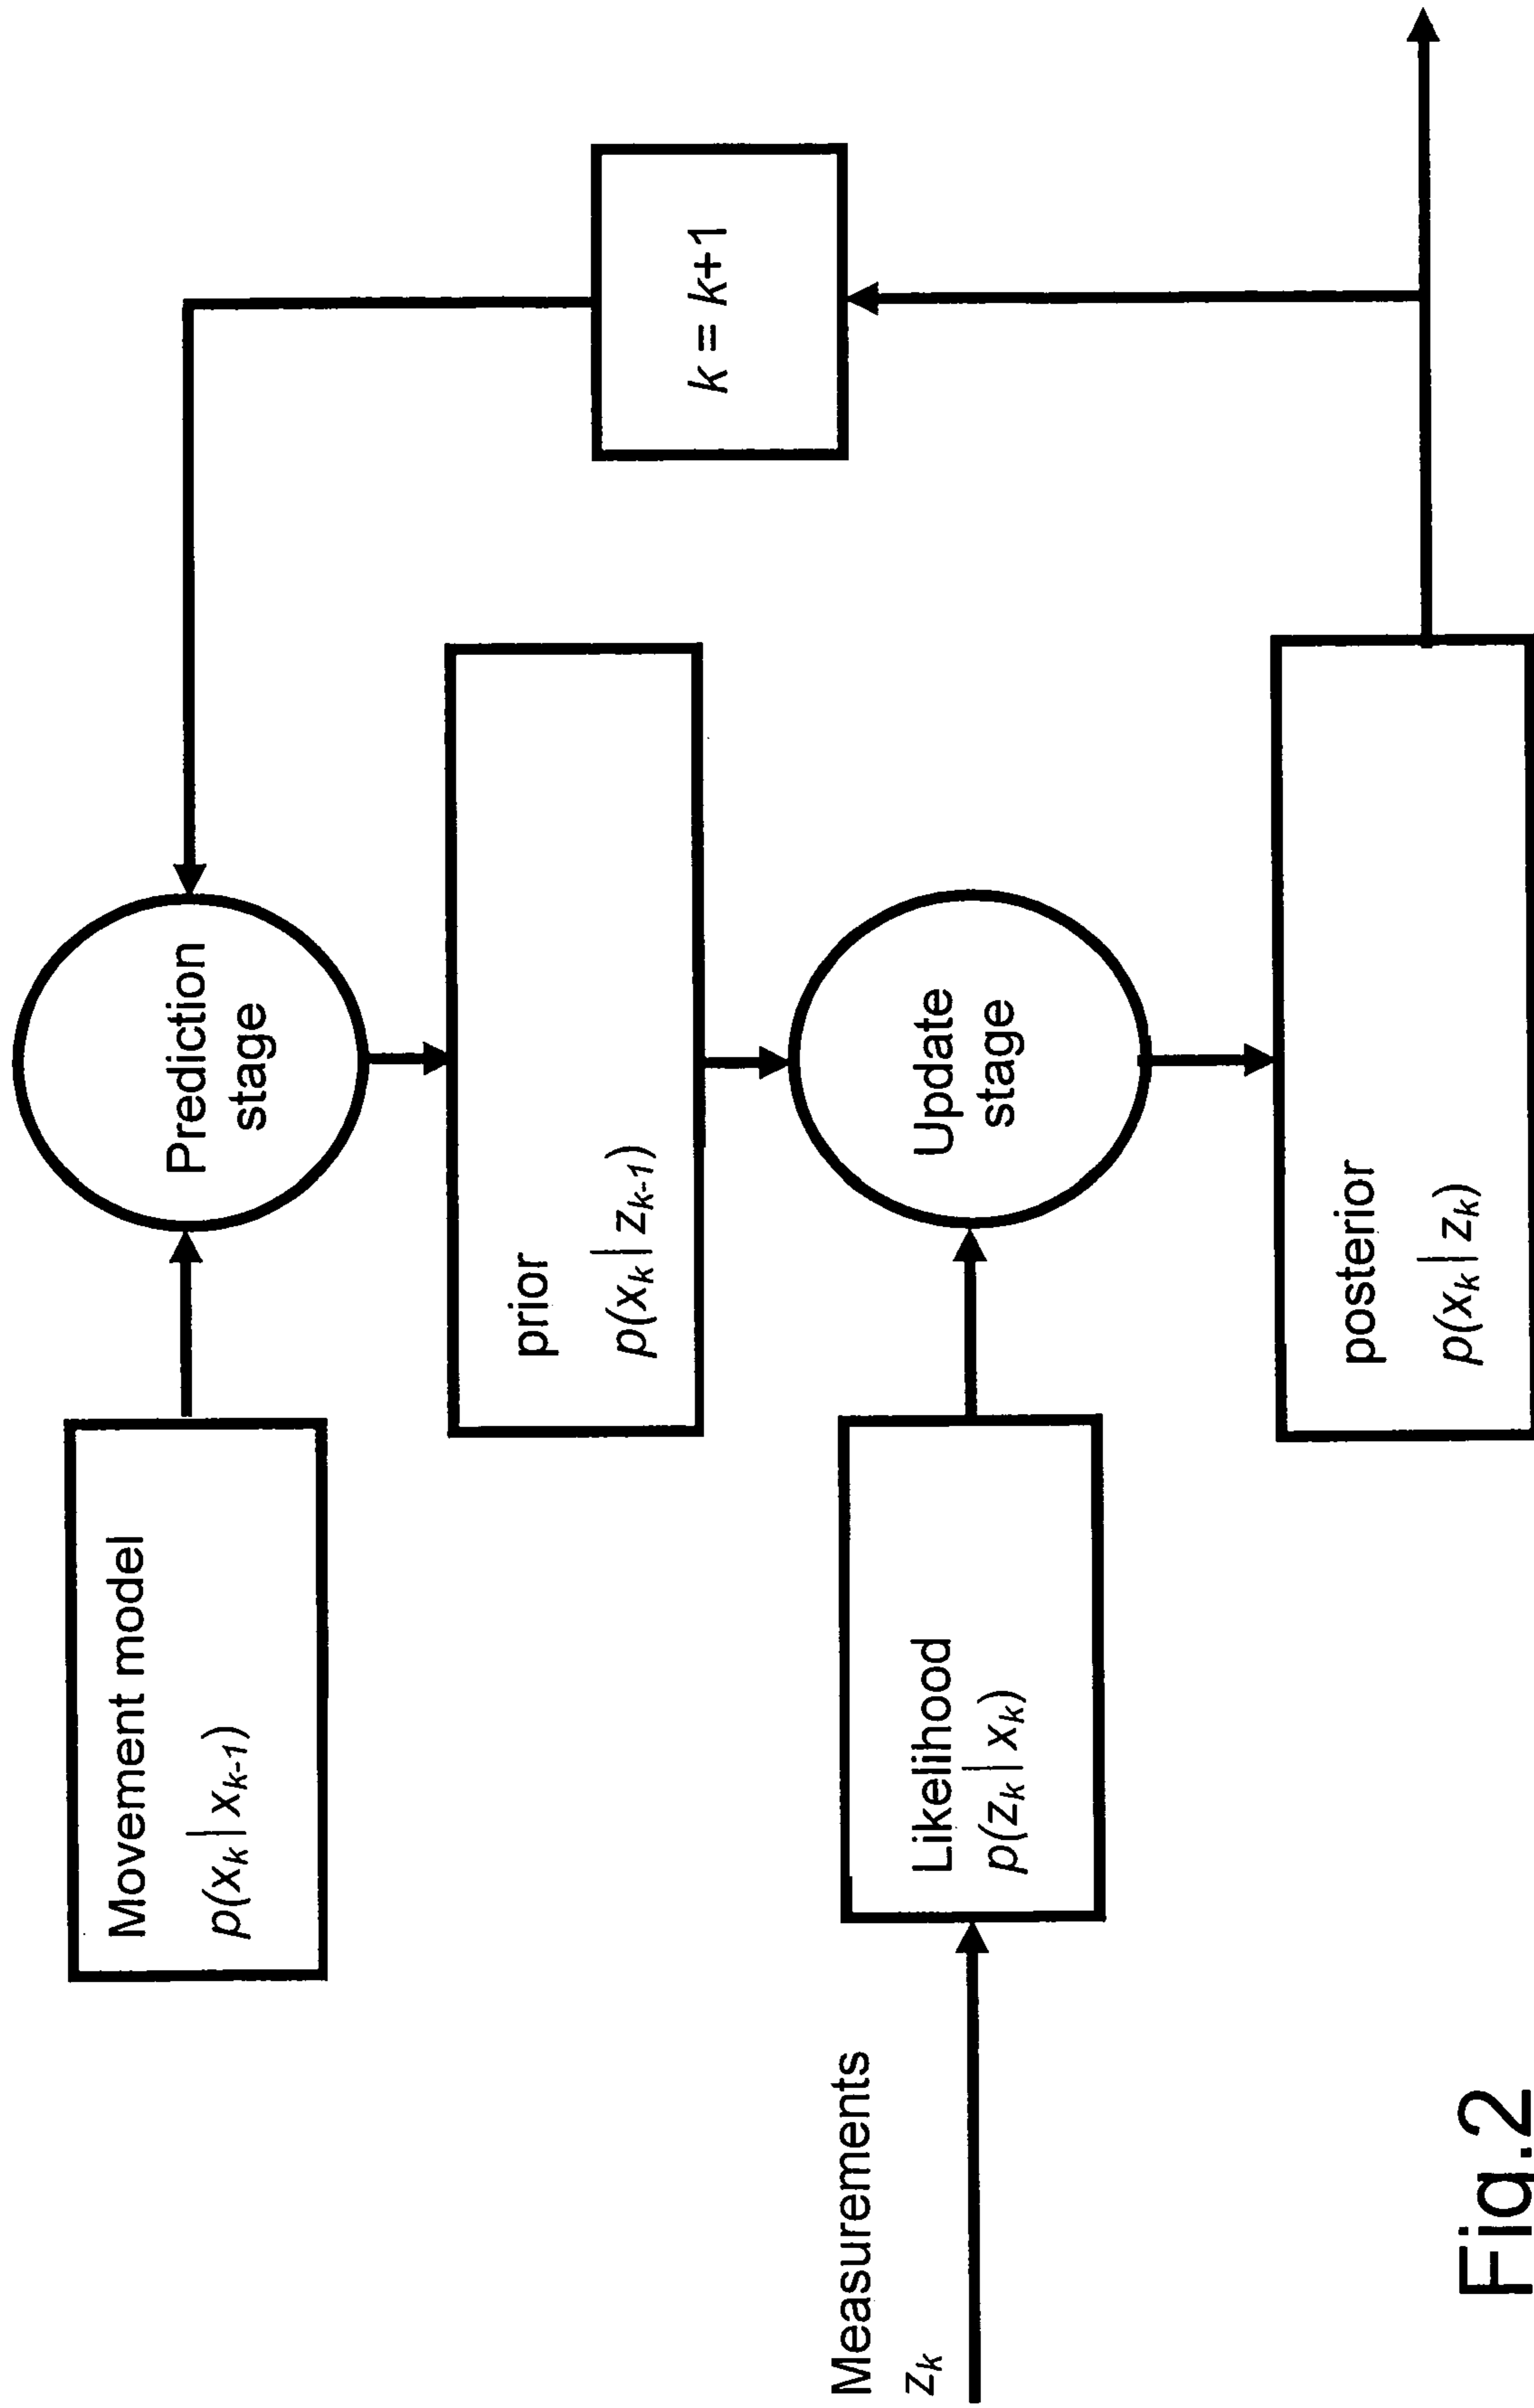 Movement model
p(xₖ | xₖ₋₁)
Prediction
stage
k = k+1
prior
p(xₖ | zₖ₋₁)
Measurements
zₖ
Likelihood
p(zₖ | xₖ)
Update
stage
posterior
p(xₖ | zₖ)
Fig.2